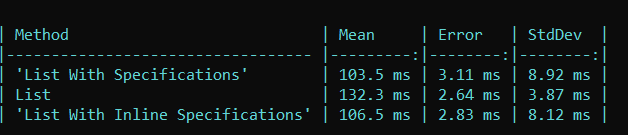 | Method | Mean | Error | StdDev |
|--------------------------------- |---------:|--------:|--------:|
| 'List With Specifications' | 103.5 ms | 3.11 ms | 8.92 ms |
| List | 132.3 ms | 2.64 ms | 3.87 ms |
| 'List With Inline Specifications' | 106.5 ms | 2.83 ms | 8.12 ms |